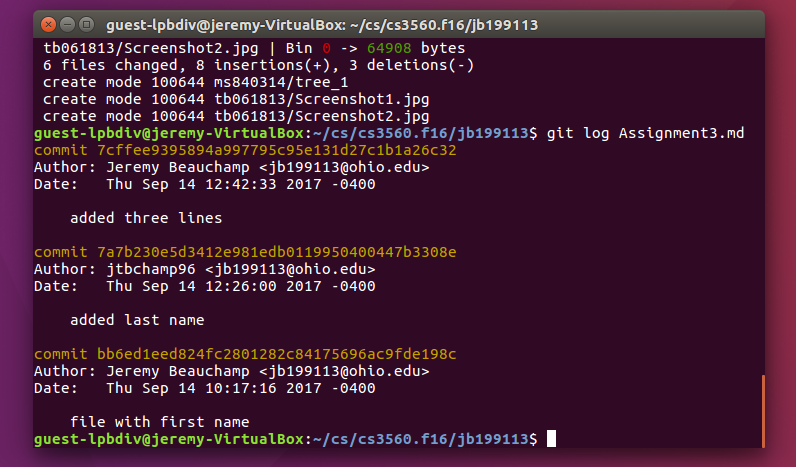 guest-lpbdiv@jeremy-VirtualBox: ~/cs/cs3560.f16/jb199113
tb061813/Screenshot2.jpg | Bin 0 -> 64908 bytes
6 files changed, 8 insertions(+), 3 deletions(-)
create mode 100644 ms840314/tree_1
create mode 100644 tb061813/Screenshot1.jpg
create mode 100644 tb061813/Screenshot2.jpg
guest-lpbdiv@jeremy-VirtualBox:~/cs/cs3560.f16/jb199113$ git log Assignment3.md
commit 7cffee9395894a997795c95e131d27c1b1a26c32
Author: Jeremy Beauchamp <jb199113@ohio.edu>
Date:   Thu Sep 14 12:42:33 2017 -0400
added three lines
commit 7a7b230e5d3412e981edb0119950400447b3308e
Author: jtbchamp96 <jb199113@ohio.edu>
Date:   Thu Sep 14 12:26:00 2017 -0400
added last name
commit bb6ed1eed824fc2801282c84175696ac9fde198c
Author: Jeremy Beauchamp <jb199113@ohio.edu>
Date:   Thu Sep 14 10:17:16 2017 -0400
file with first name
guest-lpbdiv@jeremy-VirtualBox:~/cs/cs3560.f16/jb199113$